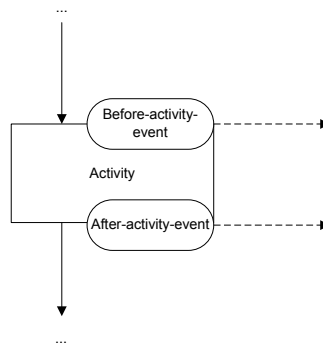 ...
Before-activity-
event
Activity
After-activity-event
...